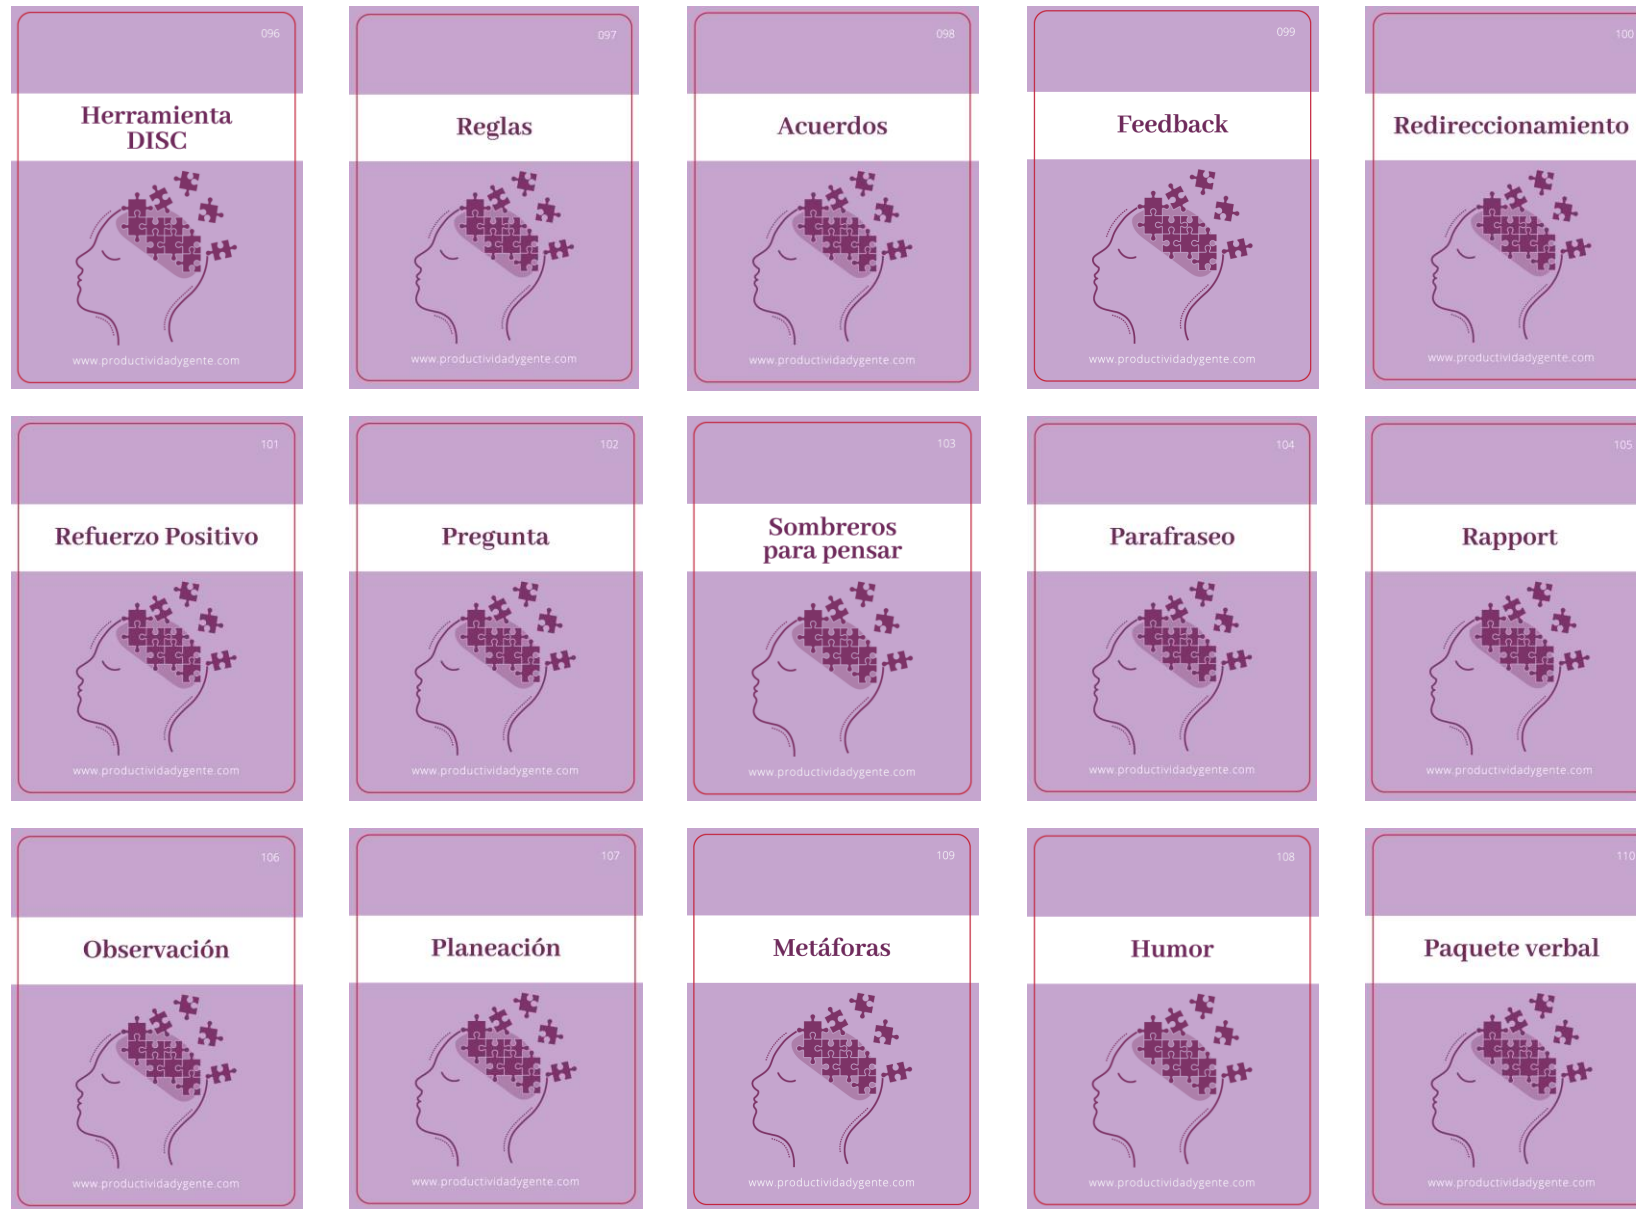 096
Herramienta
DISC
www.productividadygente.com
097
Reglas
www.productividadygente.com
098
Acuerdos
www.productividadygente.com
099
Feedback
www.productividadygente.com
100
Redireccionamiento
www.productividadygente.com
101
Refuerzo Positivo
www.productividadygente.com
102
Pregunta
www.productividadygente.com
103
Sombreros
para pensar
www.productividadygente.com
104
Parafraseo
www.productividadygente.com
105
Rapport
www.productividadygente.com
106
Observación
www.productividadygente.com
107
Planeación
www.productividadygente.com
109
Metáforas
www.productividadygente.com
108
Humor
www.productividadygente.com
110
Paquete verbal
www.productividadygente.com